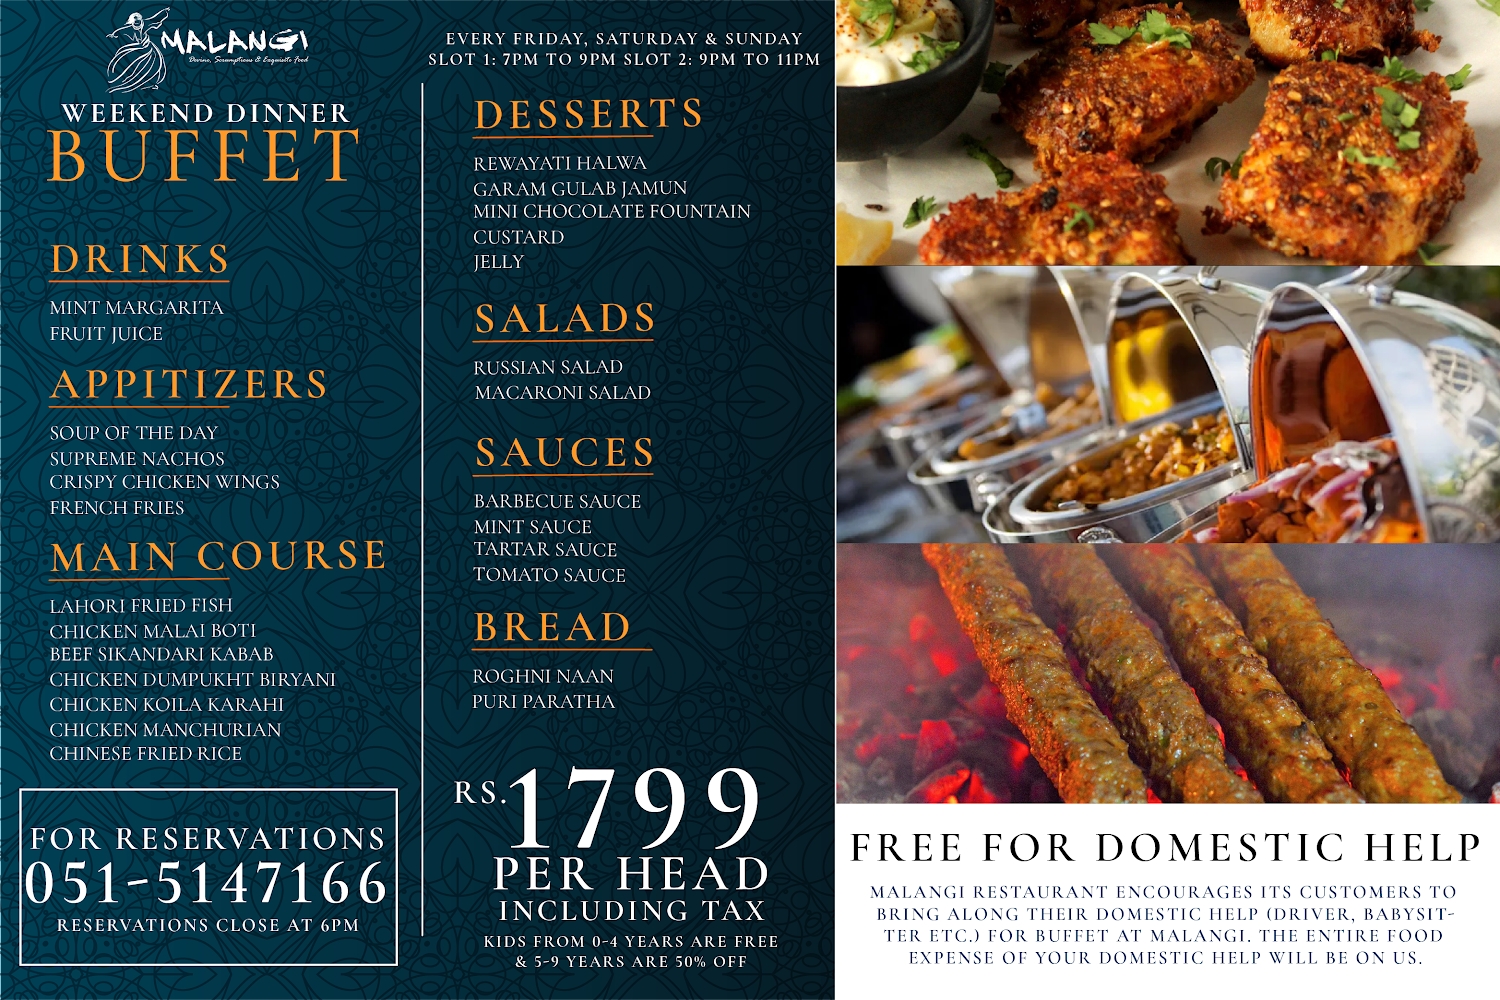 MALANGI
Devine, Scrumptious & Exquisite Food
WEEKEND DINNER
BUFFET
DRINKS
MINT MARGARITA
FRUIT JUICE
APPITIZERS
SOUP OF THE DAY
SUPREME NACHOS
CRISPY CHICKEN WINGS
FRENCH FRIES
MAIN COURSE
LAHORI FRIED FISH
CHICKEN MALAI BOTI
BEEF SIKANDARI KABAB
CHICKEN DUMPUKHT BIRYANI
CHICKEN KOILA KARAHI
CHICKEN MANCHURIAN
CHINESE FRIED RICE
FOR RESERVATIONS
051-5147166
RESERVATIONS CLOSE AT 6PM
EVERY FRIDAY, SATURDAY & SUNDAY
SLOT 1: 7PM TO 9PM SLOT 2: 9PM TO 11PM
DESSERTS
REWAYATI HALWA
GARAM GULAB JAMUN
MINI CHOCOLATE FOUNTAIN
CUSTARD
JELLY
SALADS
RUSSIAN SALAD
MACARONI SALAD
SAUCES
BARBECUE SAUCE
MINT SAUCE
TARTAR SAUCE
TOMATO SAUCE
BREAD
ROGHNI NAAN
PURI PARATHA
RS.1799
PER HEAD
INCLUDING TAX
KIDS FROM 0-4 YEARS ARE FREE
& 5-9 YEARS ARE 50% OFF
FREE FOR DOMESTIC HELP
MALANGI RESTAURANT ENCOURAGES ITS CUSTOMERS TO
BRING ALONG THEIR DOMESTIC HELP (DRIVER, BABYSIT-
TER ETC.) FOR BUFFET AT MALANGI. THE ENTIRE FOOD
EXPENSE OF YOUR DOMESTIC HELP WILL BE ON US.